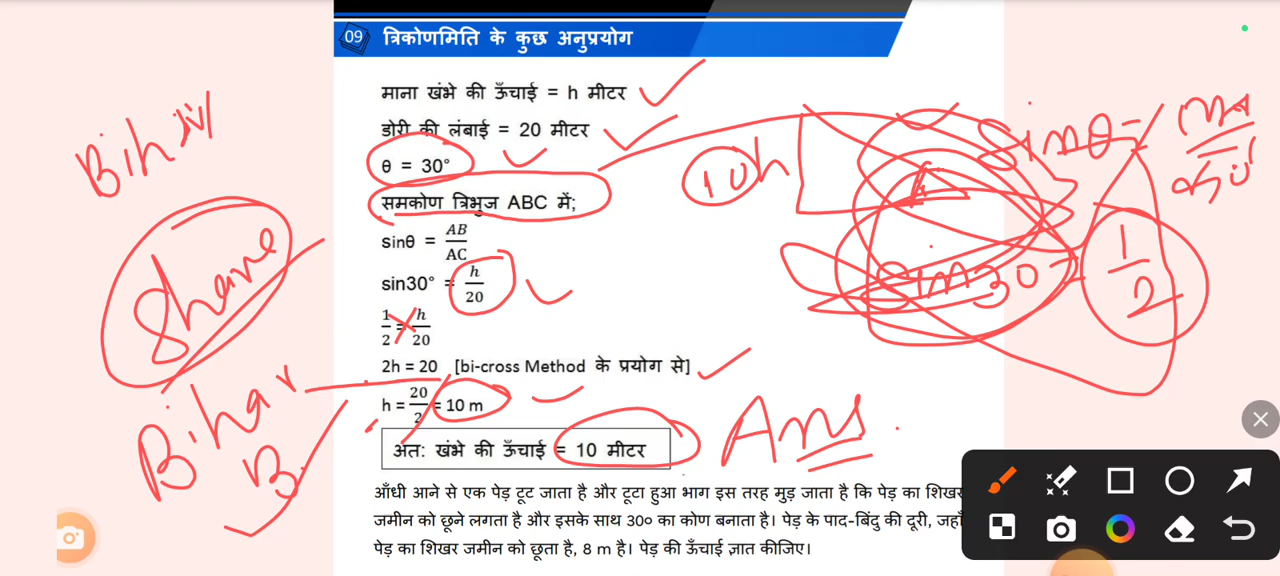 09 त्रिकोणमिति के कुछ अनुप्रयोग
माना खंभे की ऊँचाई = h मीटर
डोरी की लंबाई = 20 मीटर
θ = 30°
समकोण त्रिभुज ABC में;
sinθ = AB/AC
sin30° = h/20
1/2 = h/20
2h = 20 [bi-cross Method के प्रयोग से]
h = 20/2 = 10 m
अत: खंभे की ऊँचाई = 10 मीटर
आँधी आने से एक पेड़ टूट जाता है और टूटा हुआ भाग इस तरह मुड़ जाता है कि पेड़ का शिखर
जमीन को छूने लगता है और इसके साथ 30० का कोण बनाता है। पेड़ के पाद-बिंदु की दूरी, जहाँ
पेड़ का शिखर जमीन को छूता है, 8 m है। पेड़ की ऊँचाई ज्ञात कीजिए।
Share
Bihar
B.
10 h
Sinθ =
Sin30 = 1/2
Ans